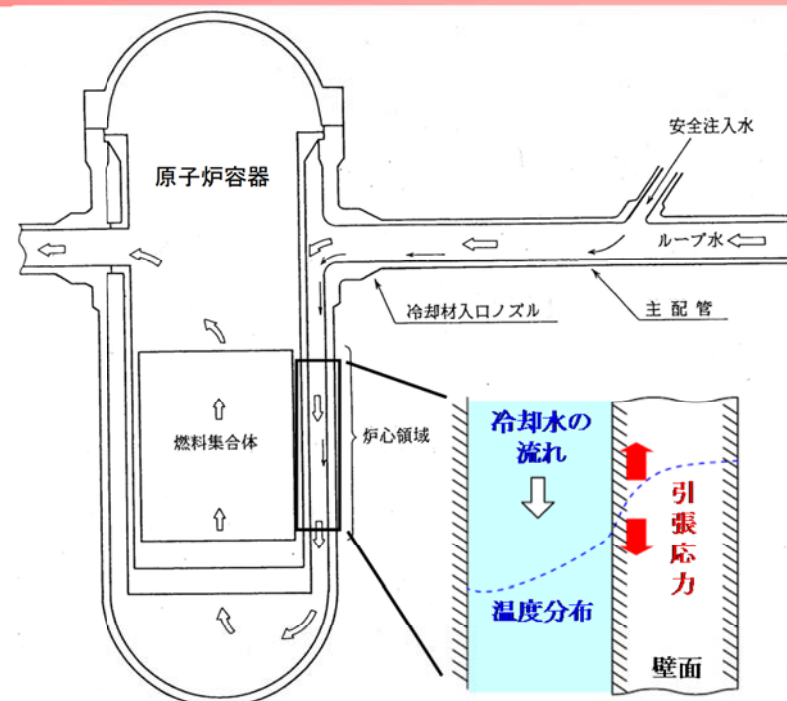 安全注入水
原子炉容器
ループ水
冷却材入口ノズル
主配管
燃料集合体
炉心領域
冷却水の
流れ
引張応力
温度分布
壁面